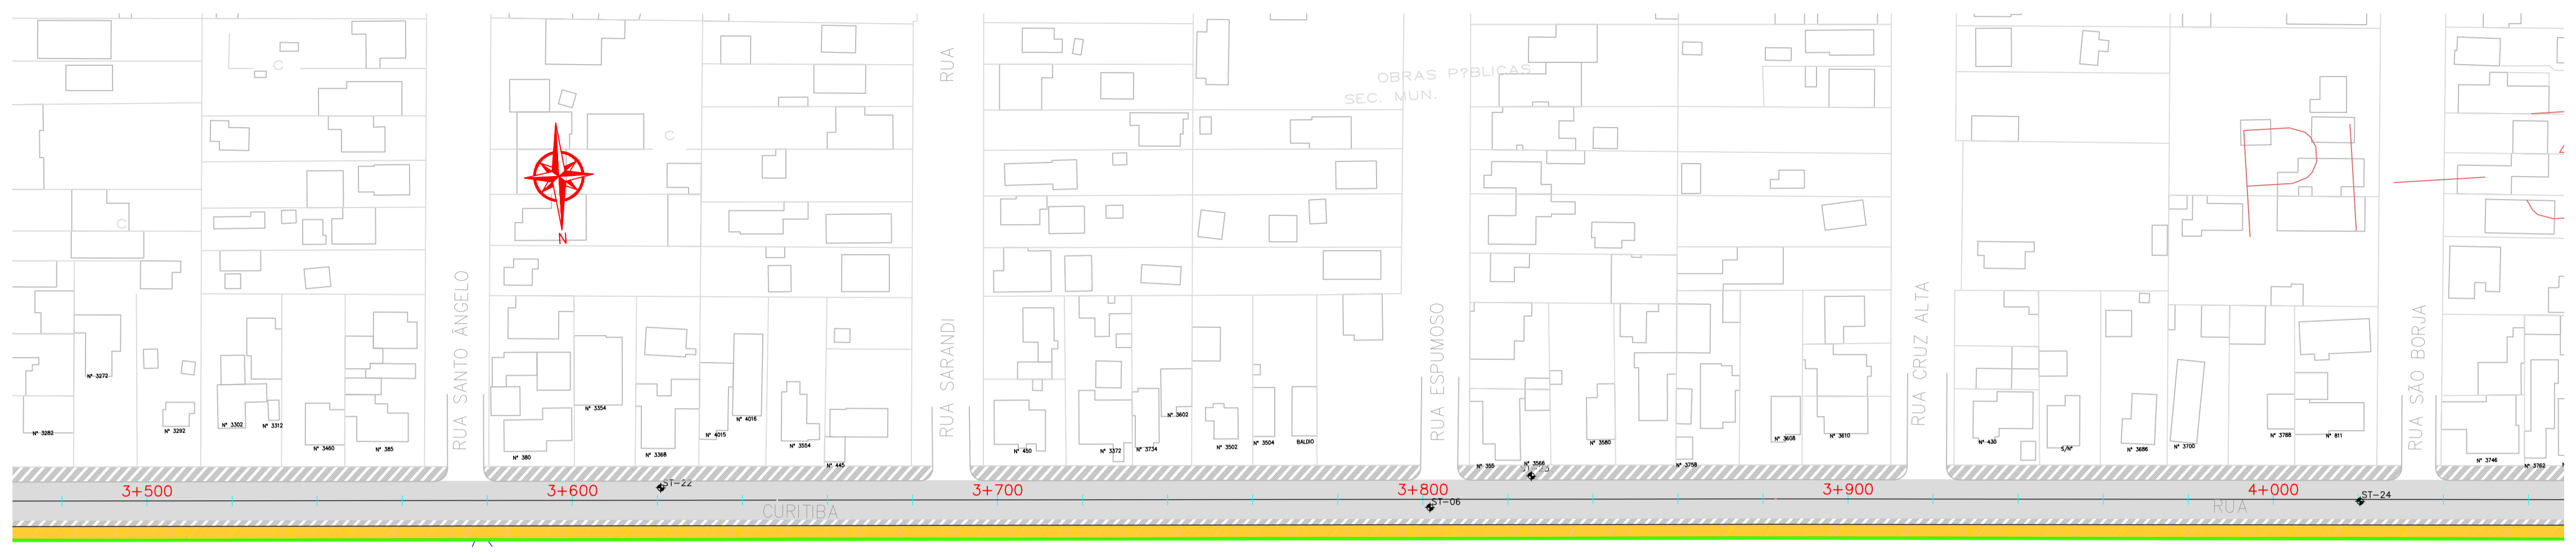 RUA
OBRAS P?BLICAS
SEC. MUN.
C
C
C
N
RUA SANTO ÂNGELO
RUA SARANDI
RUA ESPUMOSO
RUA CRUZ ALTA
RUA SÃO BORJA
Nº 3272
Nº 3282
Nº 3292
Nº 3302
Nº 3312
Nº 3460
Nº 385
Nº 380
Nº 3354
Nº 3368
Nº 4015
Nº 4016
Nº 3554
Nº 445
Nº 450
Nº 3372
Nº 3734
Nº 3602
Nº 3502
Nº 3504
BALDIO
Nº 355
Nº 3566
Nº 3580
Nº 3758
Nº 3608
Nº 3610
Nº 430
S/Nº
Nº 3686
Nº 3700
Nº 3788
Nº 811
Nº 3746
Nº 3762
3+500
3+600
ST-22
3+700
3+800
ST-06
3+900
4+000
ST-24
CURITIBA
RUA